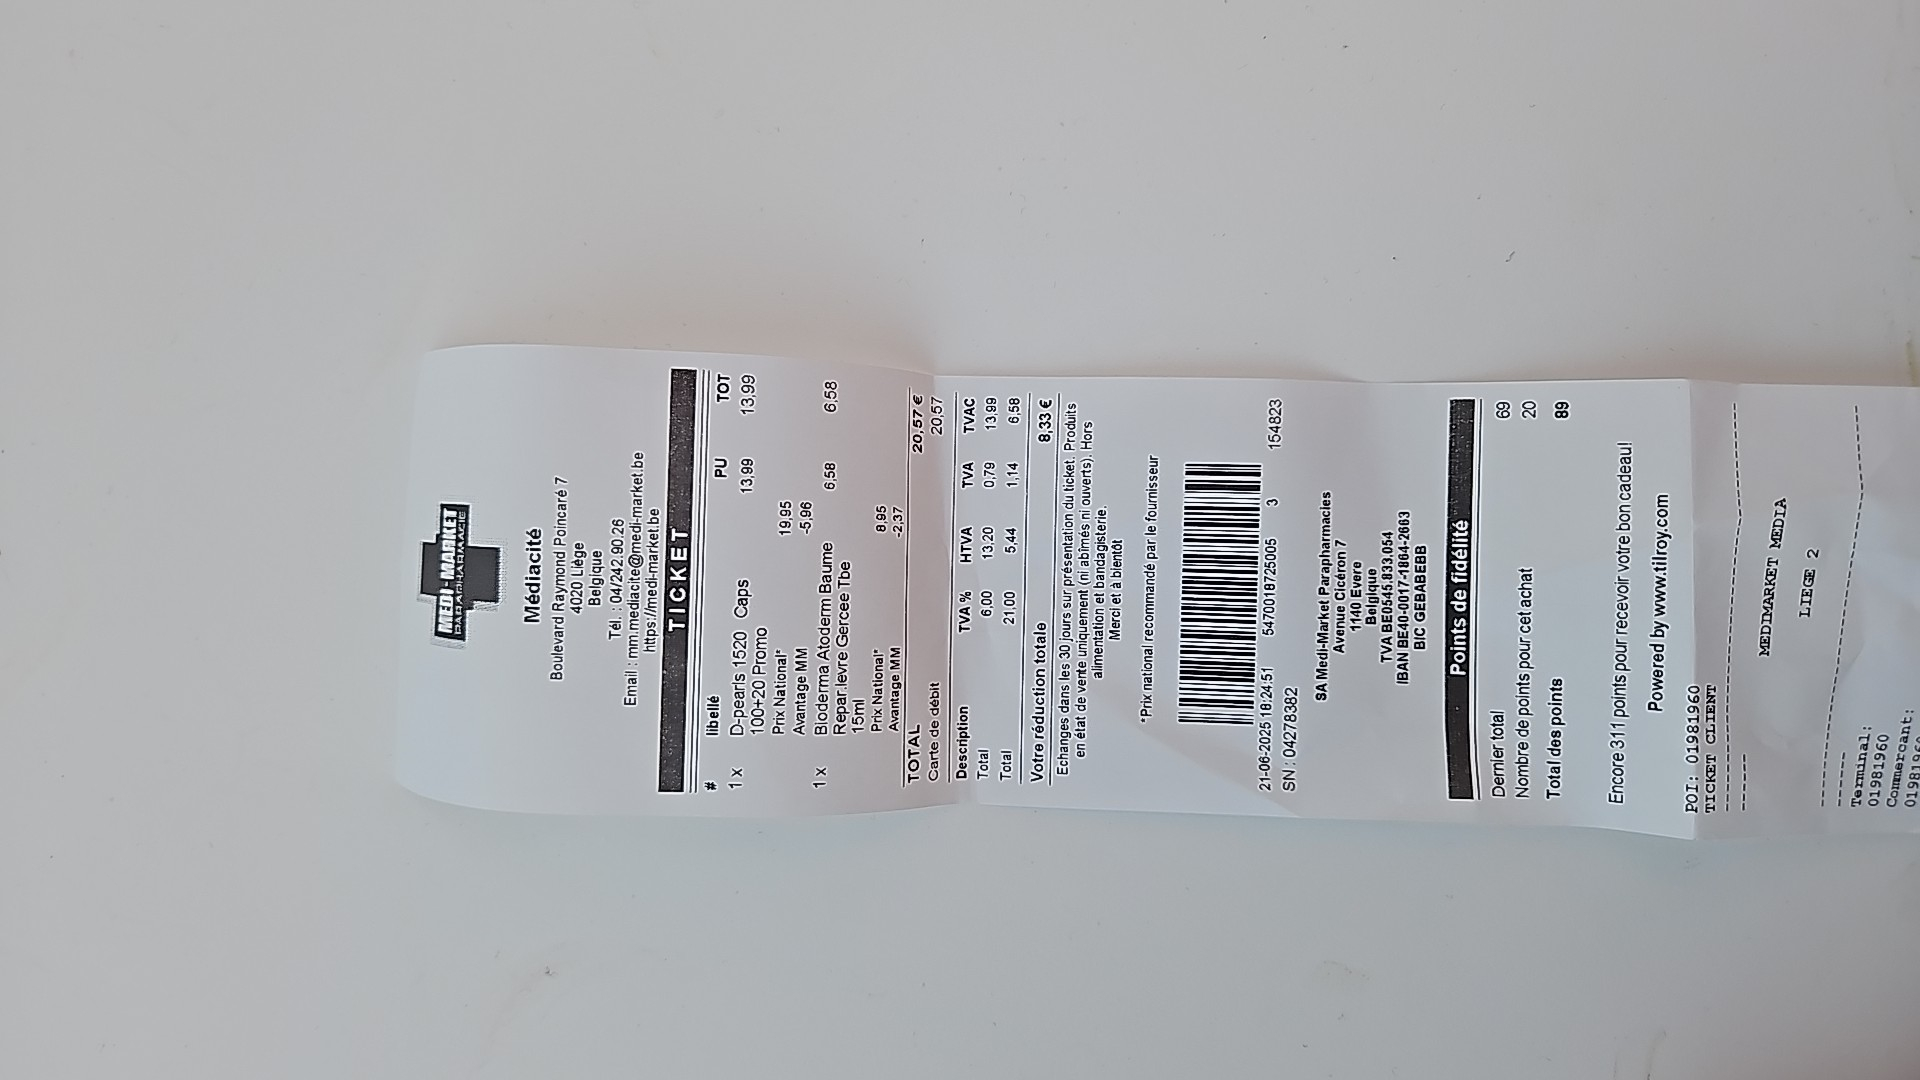 MEDI-MARKET
PARAPHARMACIE
Médiacité
Boulevard Raymond Poincaré 7
4020 Liège
Belgique
Tél. : 04/242.90.26
Email : mm.mediacite@medi-market.be
https://medi-market.be
TICKET
# libellé PU TOT
1 x D-pearls 1520 Caps 13,99 13,99
100+20 Promo
Prix National* 19,95
Avantage MM -5,96
1 x Bioderma Atoderm Baume 6,58 6,58
Repar.levre Gercee Tbe
15ml
Prix National* 8,95
Avantage MM -2,37
TOTAL 20,57 €
Carte de débit 20,57
Description TVA % HTVA TVA TVAC
Total 6,00 13,20 0,79 13,99
Total 21,00 5,44 1,14 6,58
Votre réduction totale 8,33 €
Echanges dans les 30 jours sur présentation du ticket. Produits
en état de vente uniquement (ni abîmés ni ouverts). Hors
alimentation et bandagisterie.
Merci et à bientôt
*Prix national recommandé par le fournisseur
21-06-2025 18:24:51 5470018725005 3 154823
SN : 04278382
SA Medi-Market Parapharmacies
Avenue Cicéron 7
1140 Evere
Belgique
TVA BE0545.833.054
IBAN BE40-0017-1864-2663
BIC GEBABEBB
Points de fidélité
Dernier total 69
Nombre de points pour cet achat 20
Total des points 89
Encore 311 points pour recevoir votre bon cadeau!
Powered by www.tilroy.com
POI: 01981960
TICKET CLIENT
MEDIMARKET MEDIA
LIEGE 2
Terminal:
01981960
Commercant: